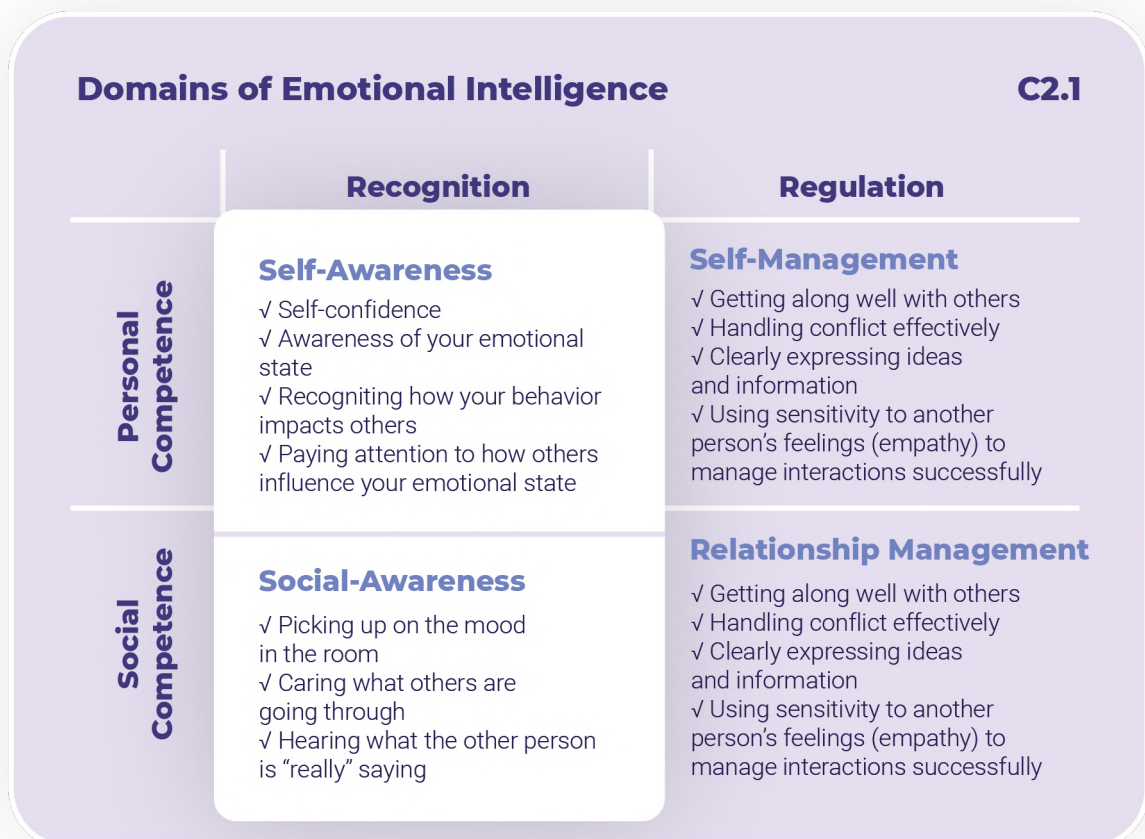 Domains of Emotional Intelligence
C2.1
Recognition
Regulation
Personal
Competence
Self-Awareness
√ Self-confidence
√ Awareness of your emotional
state
√ Recogniting how your behavior
impacts others
√ Paying attention to how others
influence your emotional state
Self-Management
√ Getting along well with others
√ Handling conflict effectively
√ Clearly expressing ideas
and information
√ Using sensitivity to another
person’s feelings (empathy) to
manage interactions successfully
Social
Competence
Social-Awareness
√ Picking up on the mood
in the room
√ Caring what others are
going through
√ Hearing what the other person
is “really” saying
Relationship Management
√ Getting along well with others
√ Handling conflict effectively
√ Clearly expressing ideas
and information
√ Using sensitivity to another
person’s feelings (empathy) to
manage interactions successfully